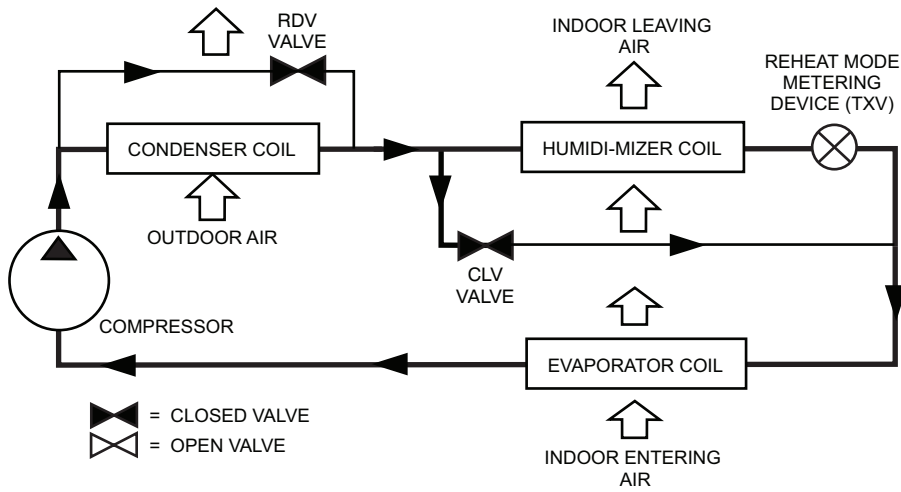 RDV
VALVE
INDOOR LEAVING
AIR
REHEAT MODE
METERING
DEVICE (TXV)
CONDENSER COIL
HUMIDI-MIZER COIL
OUTDOOR AIR
CLV
VALVE
COMPRESSOR
EVAPORATOR COIL
= CLOSED VALVE
= OPEN VALVE
INDOOR ENTERING
AIR